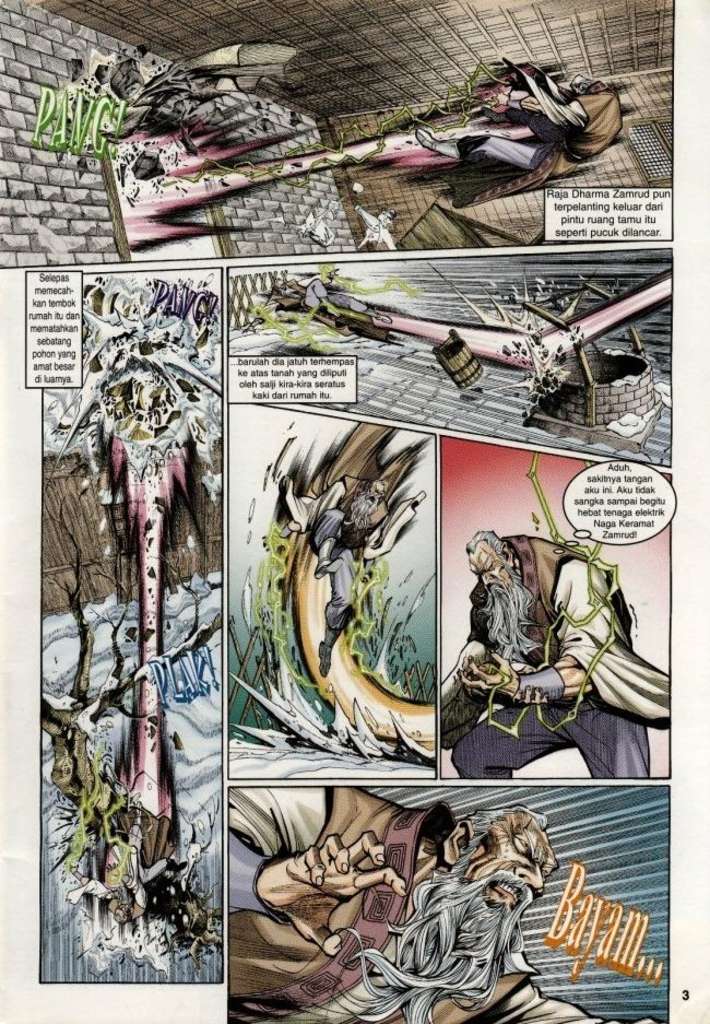 PANG!
Raja Dharma Zamrud pun
terpelanting keluar dari
pintu ruang tamu itu
seperti pucuk dilancar.
Selepas
memecah-
kan tembok
rumah itu dan
mematahkan
sebatang
pohon yang
amat besar
di luarnya.
PANG!
PLAK!
...barulah dia jatuh terhempas
ke atas tanah yang diliputi
oleh salji kira-kira seratus
kaki dari rumah itu.
Aduh,
sakitnya tangan
aku ini. Aku tidak
sangka sampai begitu
hebat tenaga elektrik
Naga Keramat
Zamrud!
Bayam...
3